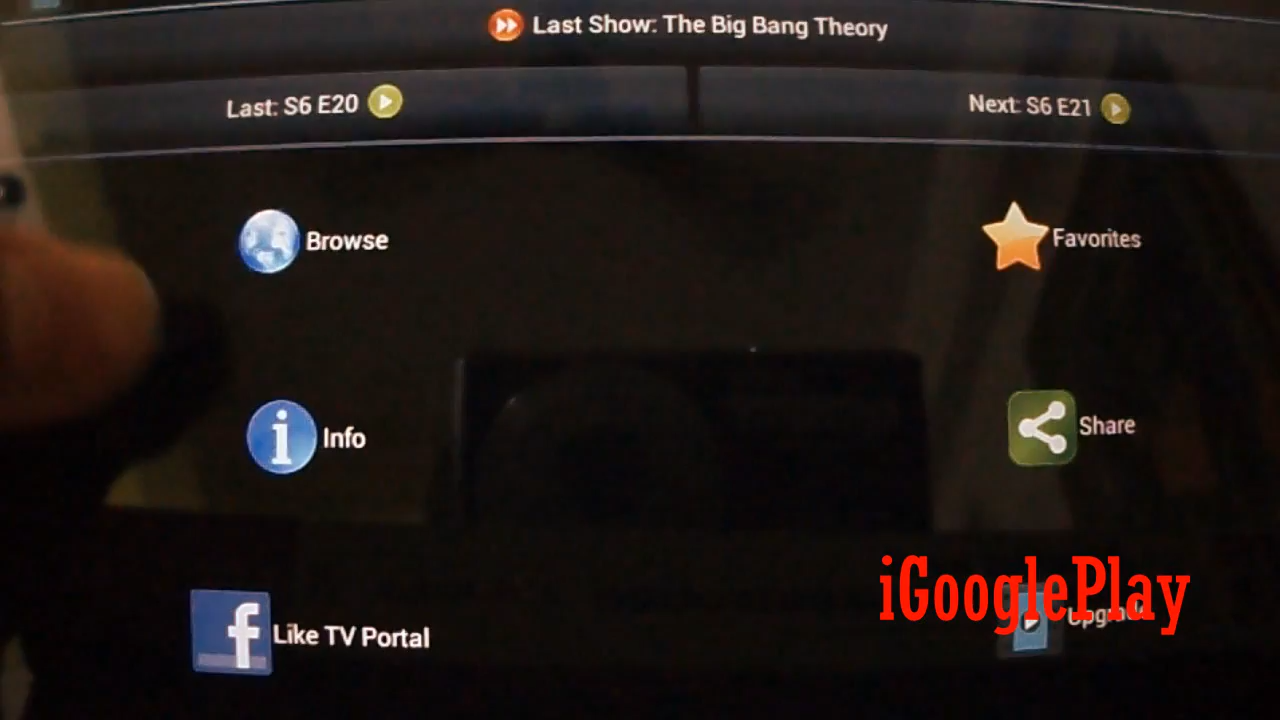 Last Show: The Big Bang Theory
Last: S6 E20
Next: S6 E21
Browse
Favorites
Info
Share
iGooglePlay
Like TV Portal
Upgrade